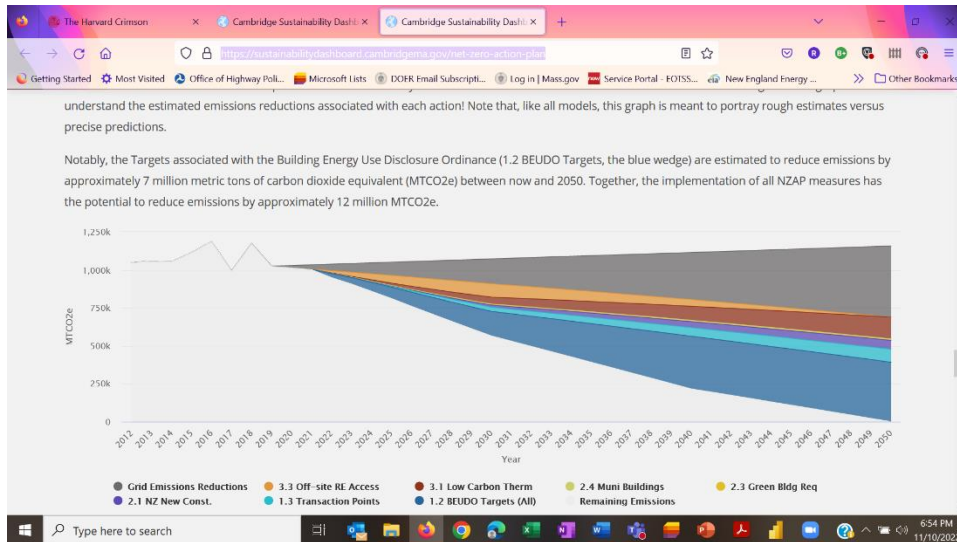 The Harvard Crimson
Cambridge Sustainability Dashb
Cambridge Sustainability Dashb
https://sustainabilitydashboard.cambridgema.gov/net-zero-action-plan
Getting Started Most Visited Office of Highway Poli... Microsoft Lists DOER Email Subscripti... Log in | Mass.gov Service Portal - EOTSS... New England Energy ... Other Bookmarks
understand the estimated emissions reductions associated with each action! Note that, like all models, this graph is meant to portray rough estimates versus
precise predictions.
Notably, the Targets associated with the Building Energy Use Disclosure Ordinance (1.2 BEUDO Targets, the blue wedge) are estimated to reduce emissions by
approximately 7 million metric tons of carbon dioxide equivalent (MTCO2e) between now and 2050. Together, the implementation of all NZAP measures has
the potential to reduce emissions by approximately 12 million MTCO2e.
1,250k
1,000k
750k
500k
250k
0
MTCO2e
2012 2013 2014 2015 2016 2017 2018 2019 2020 2021 2022 2023 2024 2025 2026 2027 2028 2029 2030 2031 2032 2033 2034 2035 2036 2037 2038 2039 2040 2041 2042 2043 2044 2045 2046 2047 2048 2049 2050
Year
Grid Emissions Reductions 3.3 Off-site RE Access 3.1 Low Carbon Therm 2.4 Muni Buildings 2.3 Green Bldg Req
2.1 NZ New Const. 1.3 Transaction Points 1.2 BEUDO Targets (All) Remaining Emissions
Type here to search
6:54 PM